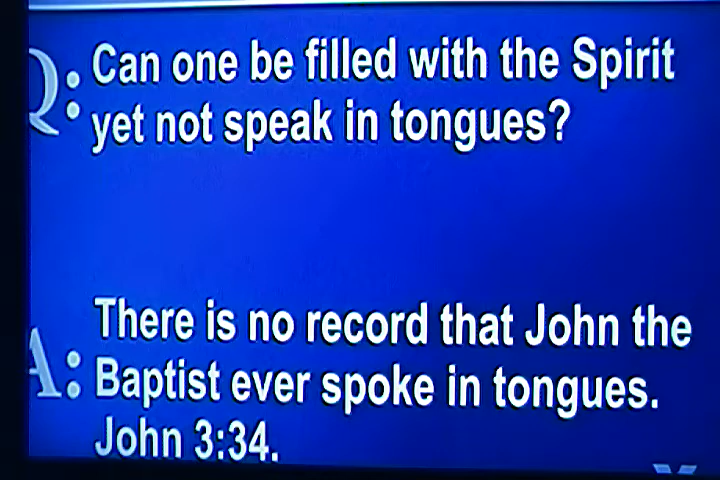 Q: Can one be filled with the Spirit
yet not speak in tongues?
A: There is no record that John the
Baptist ever spoke in tongues.
John 3:34.